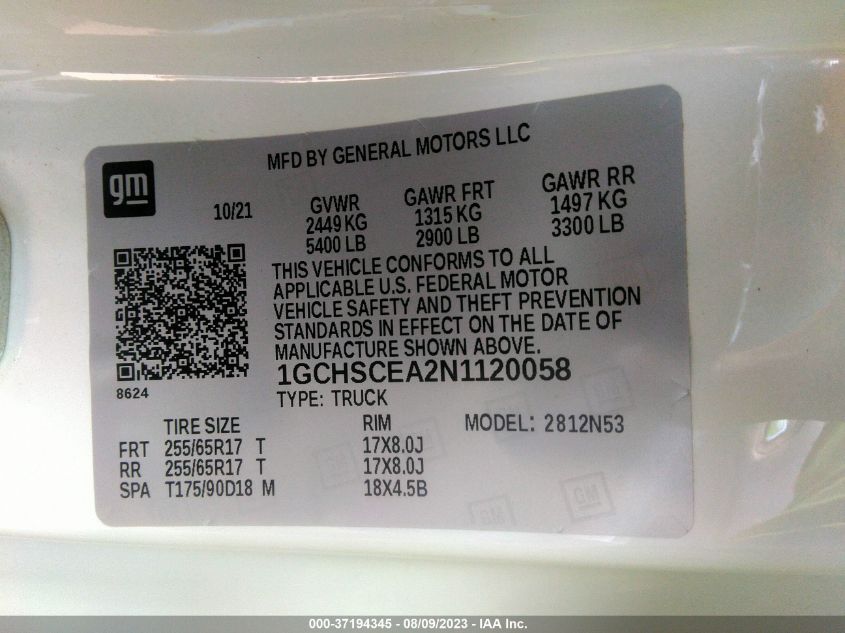 MFD BY GENERAL MOTORS LLC
gm
10/21
GVWR GAWR FRT GAWR RR
2449 KG 1315 KG 1497 KG
5400 LB 2900 LB 3300 LB
THIS VEHICLE CONFORMS TO ALL
APPLICABLE U.S. FEDERAL MOTOR
VEHICLE SAFETY AND THEFT PREVENTION
STANDARDS IN EFFECT ON THE DATE OF
MANUFACTURE SHOWN ABOVE.
8624
1GCHSCEA2N1120058
TYPE: TRUCK
TIRE SIZE RIM MODEL: 2812N53
FRT 255/65R17 T 17X8.0J
RR 255/65R17 T 17X8.0J
SPA T175/90D18 M 18X4.5B
GM
GM
000-37194345 - 08/09/2023 - IAA Inc.